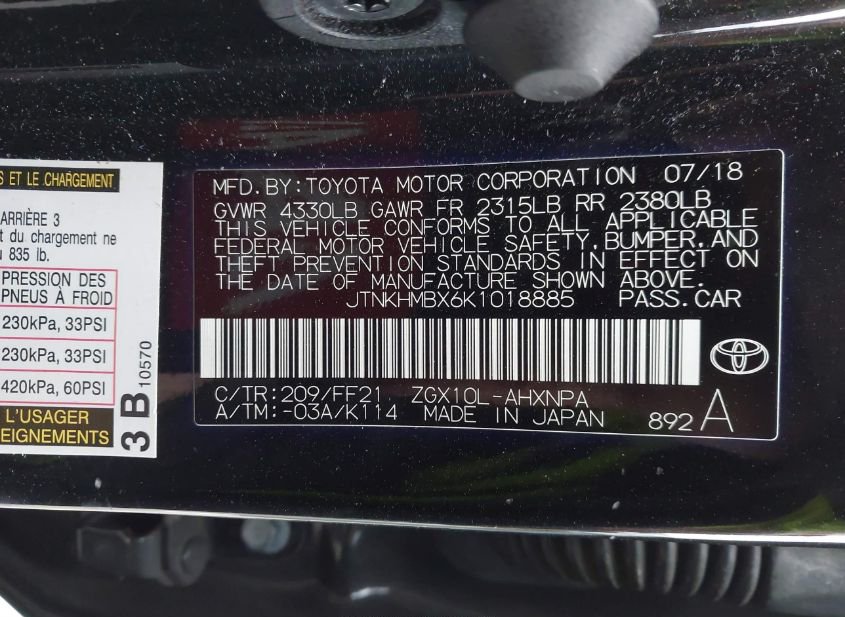 S ET LE CHARGEMENT
ARRIÈRE 3
du chargement ne
835 lb.
PRESSION DES
PNEUS À FROID
230kPa, 33PSI
230kPa, 33PSI
420kPa, 60PSI
L'USAGER
EIGNEMENTS
3 B 10570
MFD.BY:TOYOTA MOTOR CORPORATION 07/18
GVWR 4330LB GAWR FR 2315LB RR 2380LB
THIS VEHICLE CONFORMS TO ALL APPLICABLE
FEDERAL MOTOR VEHICLE SAFETY,BUMPER,AND
THEFT PREVENTION STANDARDS IN EFFECT ON
THE DATE OF MANUFACTURE SHOWN ABOVE.
JTNKHMBX6K1018885 PASS.CAR
C/TR:209/FF21 ZGX10L-AHXNPA
A/TM:-03A/K114 MADE IN JAPAN 892 A